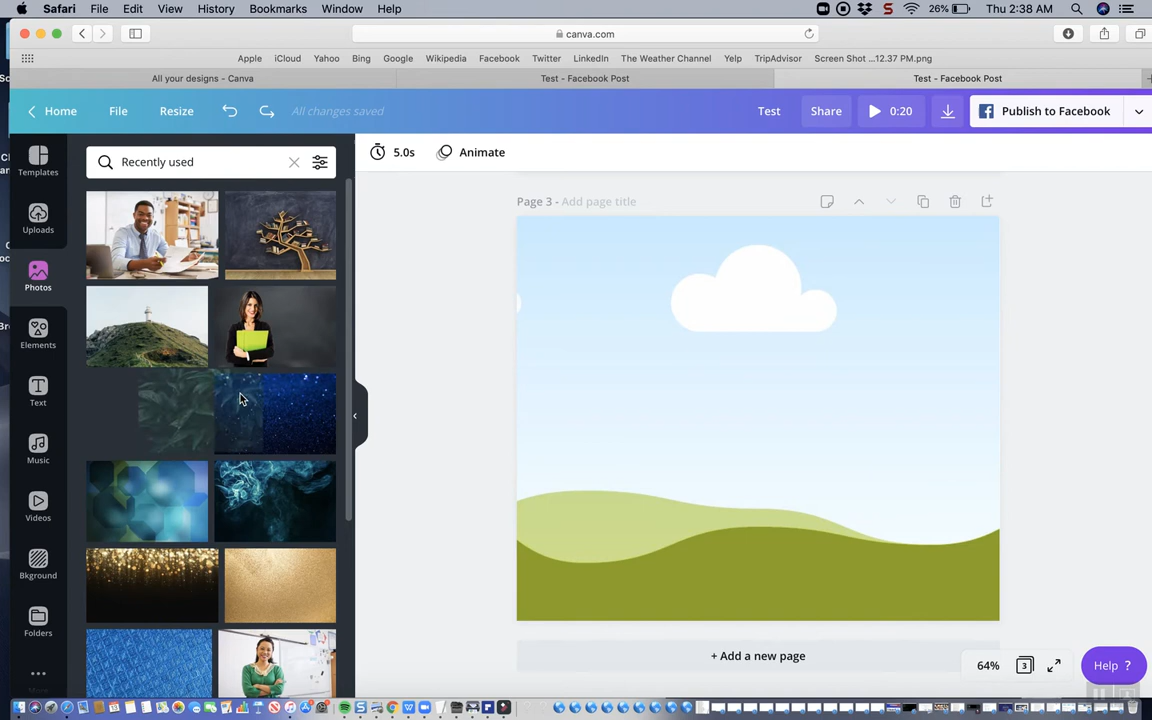 Safari File Edit View History Bookmarks Window Help 26% Thu 2:38 AM
canva.com
Apple iCloud Yahoo Bing Google Wikipedia Facebook Twitter LinkedIn The Weather Channel Yelp TripAdvisor Screen Shot ...12.37 PM.png
All your designs - Canva Test - Facebook Post Test - Facebook Post
Home File Resize All changes saved Test Share 0:20 Publish to Facebook
5.0s Animate
Templates
Recently used
Uploads
Photos
Elements
Text
Music
Videos
Bkground
Folders
More
Page 3 - Add page title
+ Add a new page
64% 3 Help ?